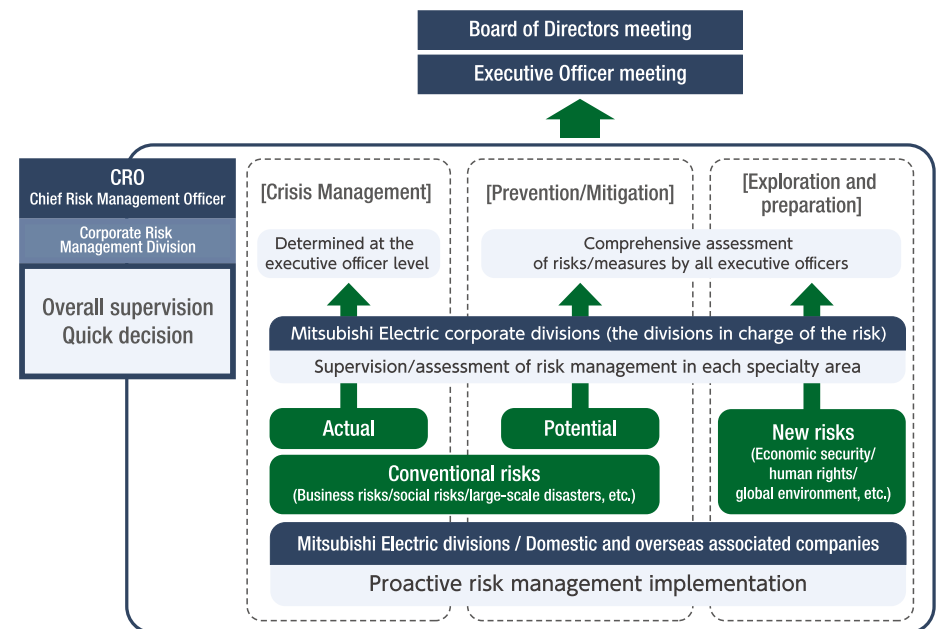 Board of Directors meeting
Executive Officer meeting
CRO
Chief Risk Management Officer
Corporate Risk
Management Division
Overall supervision
Quick decision
[Crisis Management]
[Prevention/Mitigation]
[Exploration and
preparation]
Determined at the
executive officer level
Comprehensive assessment
of risks/measures by all executive officers
Mitsubishi Electric corporate divisions (the divisions in charge of the risk)
Supervision/assessment of risk management in each specialty area
Actual
Potential
Conventional risks
(Business risks/social risks/large-scale disasters, etc.)
New risks
(Economic security/
human rights/
global environment, etc.)
Mitsubishi Electric divisions / Domestic and overseas associated companies
Proactive risk management implementation